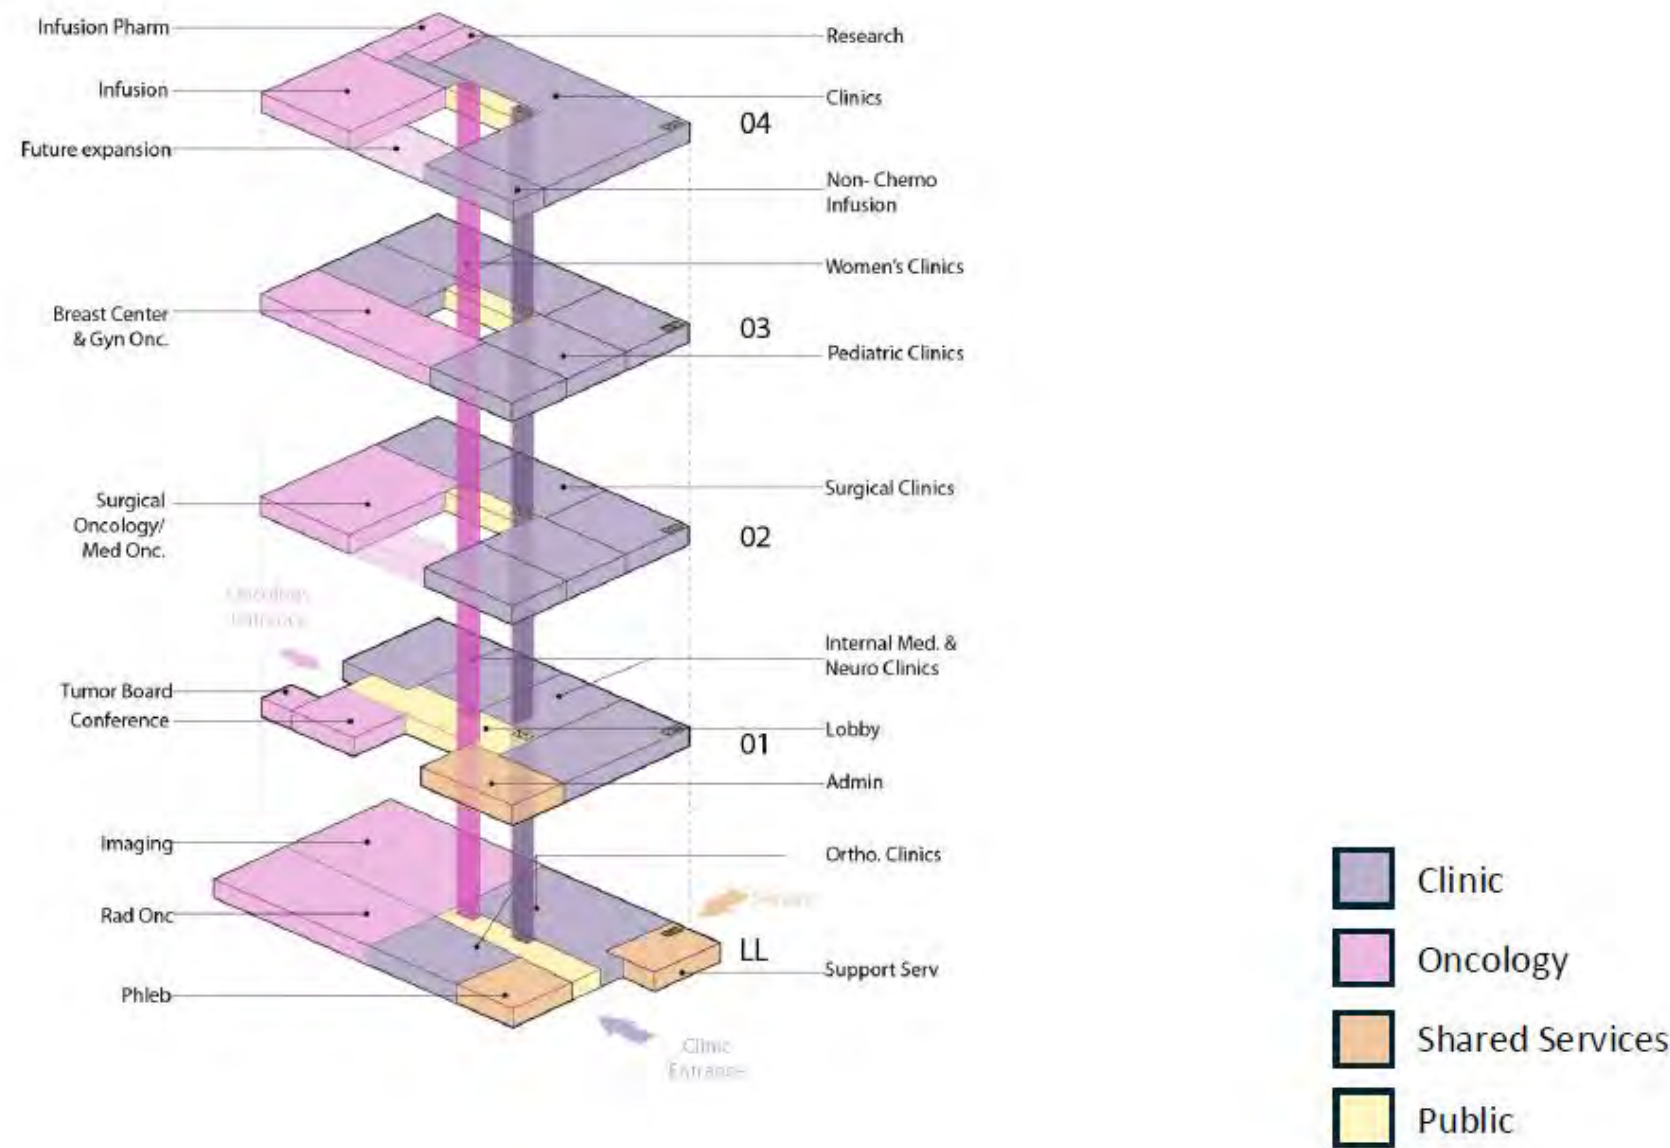 Infusion Pharm
Research
Infusion
Clinics
04
Future expansion
Non- Chemo
Infusion
Women's Clinics
Breast Center
& Gyn Onc.
03
Pediatric Clinics
Surgical Clinics
Surgical
Oncology/
Med Onc.
02
Oncology
Entrance
Internal Med. &
Neuro Clinics
Tumor Board
Conference
Lobby
01
Admin
Imaging
Ortho. Clinics
Rad Onc
LL
Support Serv
Phleb
Clinic
Entrance
Clinic
Oncology
Shared Services
Public